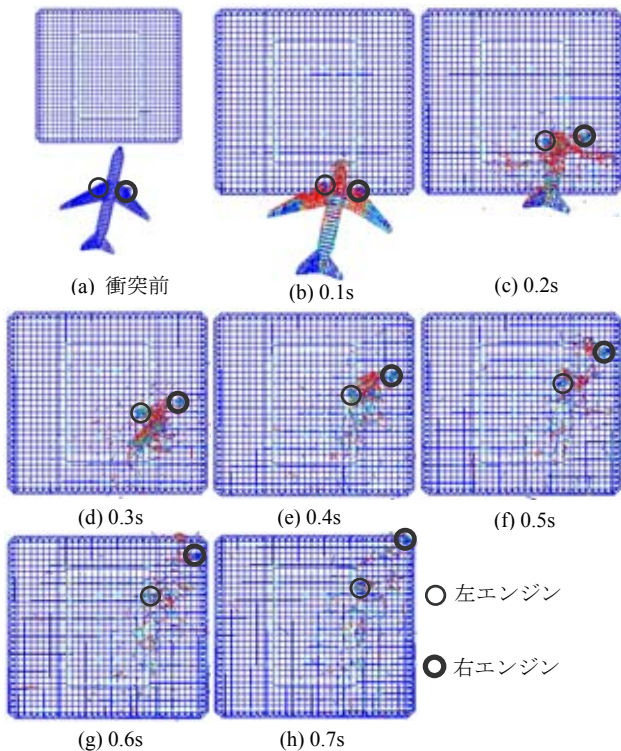 (a) 衝突前
(b) 0.1s
(c) 0.2s
(d) 0.3s
(e) 0.4s
(f) 0.5s
(g) 0.6s
(h) 0.7s
左エンジン
右エンジン